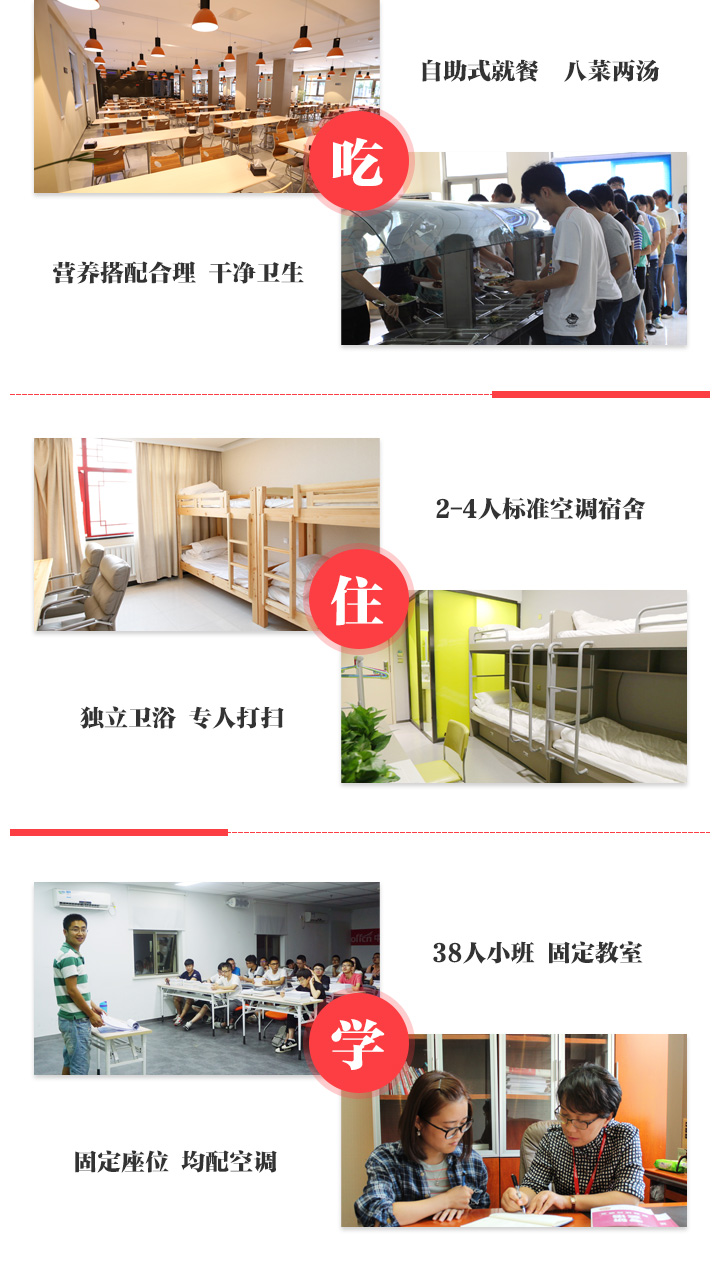 自助式就餐 八菜两汤
吃
营养搭配合理 干净卫生
2-4人标准空调宿舍
住
独立卫浴 专人打扫
38人小班 固定教室
学
固定座位 均配空调